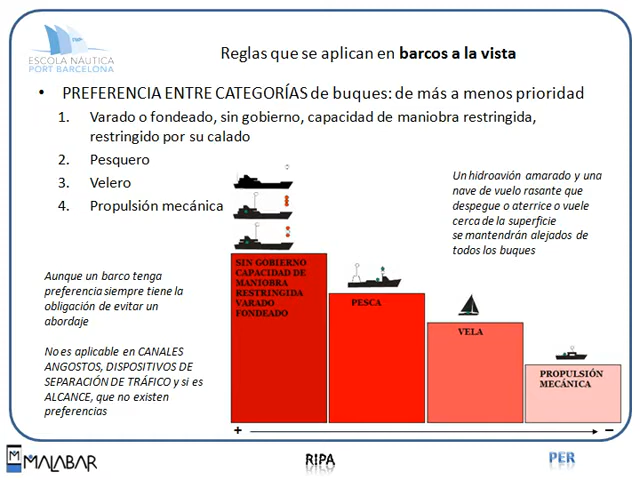 ESCOLA NÁUTICA
PORT BARCELONA
Reglas que se aplican en barcos a la vista
• PREFERENCIA ENTRE CATEGORÍAS de buques: de más a menos prioridad
1. Varado o fondeado, sin gobierno, capacidad de maniobra restringida,
restringido por su calado
2. Pesquero
3. Velero
4. Propulsión mecánica
Un hidroavión amarado y una
nave de vuelo rasante que
despegue o aterrice o vuele
cerca de la superficie
se mantendrán alejados de
todos los buques
Aunque un barco tenga
preferencia siempre tiene la
obligación de evitar un
abordaje
No es aplicable en CANALES
ANGOSTOS, DISPOSITIVOS DE
SEPARACIÓN DE TRÁFICO y si es
ALCANCE, que no existen
preferencias
SIN GOBIERNO
CAPACIDAD DE
MANIOBRA
RESTRINGIDA
VARADO
FONDEADO
PESCA
VELA
PROPULSIÓN
MECÁNICA
+ −
MALABAR
RIPA
PER